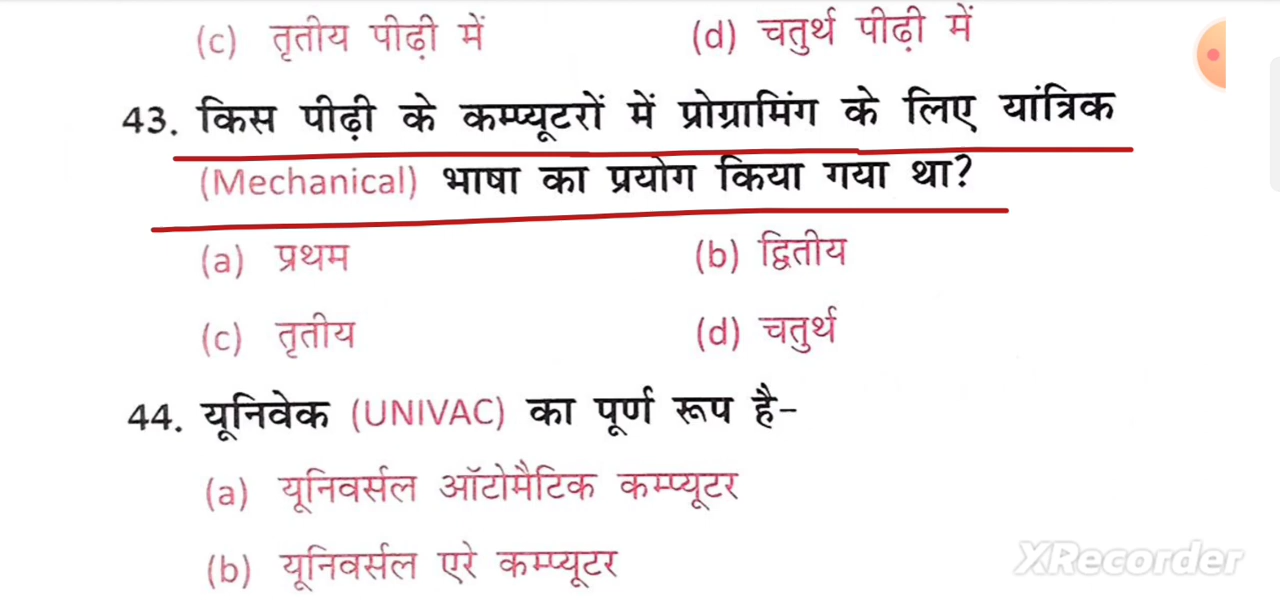 (c) तृतीय पीढ़ी में (d) चतुर्थ पीढ़ी में
43. किस पीढ़ी के कम्प्यूटरों में प्रोग्रामिंग के लिए यांत्रिक
(Mechanical) भाषा का प्रयोग किया गया था?
(a) प्रथम (b) द्वितीय
(c) तृतीय (d) चतुर्थ
44. यूनिवेक (UNIVAC) का पूर्ण रूप है-
(a) यूनिवर्सल ऑटोमैटिक कम्प्यूटर
(b) यूनिवर्सल एरे कम्प्यूटर
XRecorder